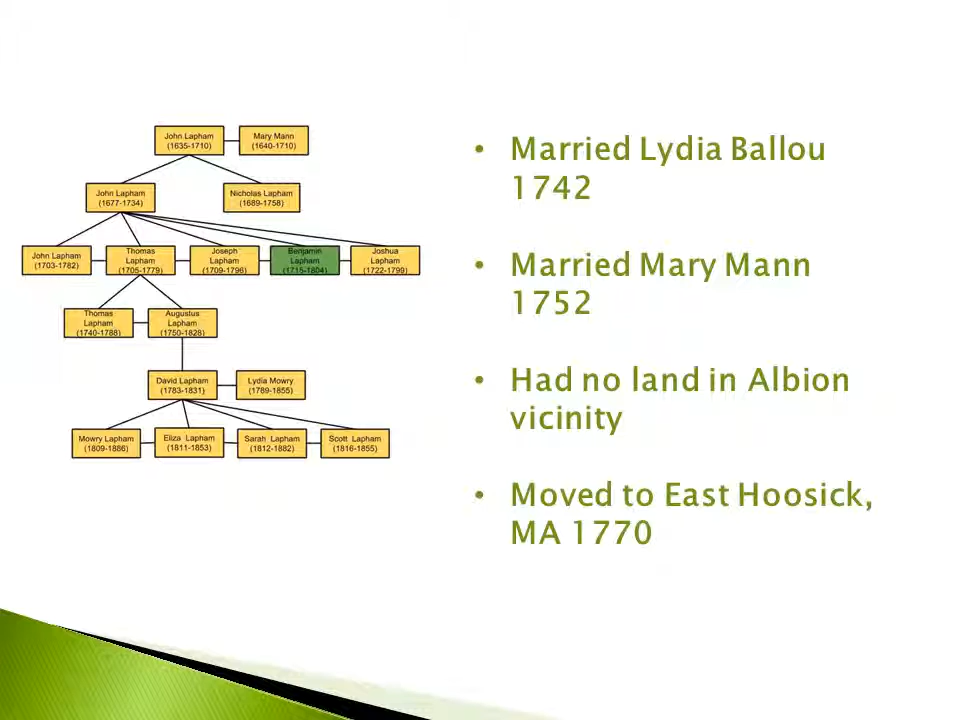 John Lapham
(1635-1710)
Mary Mann
(1640-1710)
John Lapham
(1677-1734)
Nicholas Lapham
(1689-1758)
John Lapham
(1703-1782)
Thomas
Lapham
(1705-1779)
Joseph
Lapham
(1709-1796)
Benjamin
Lapham
(1715-1804)
Joshua
Lapham
(1722-1799)
Thomas
Lapham
(1740-1788)
Augustus
Lapham
(1750-1828)
David Lapham
(1783-1831)
Lydia Mowry
(1789-1855)
Mowry Lapham
(1809-1886)
Eliza Lapham
(1811-1853)
Sarah Lapham
(1812-1882)
Scott Lapham
(1816-1855)
• Married Lydia Ballou
1742
• Married Mary Mann
1752
• Had no land in Albion
vicinity
• Moved to East Hoosick,
MA 1770